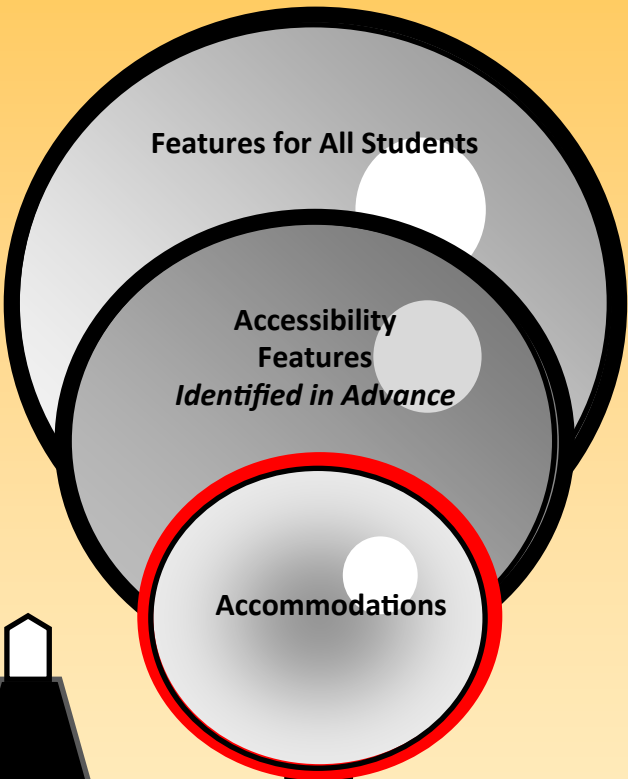 Features for All Students
Accessibility
Features
Identified in Advance
Accommodations